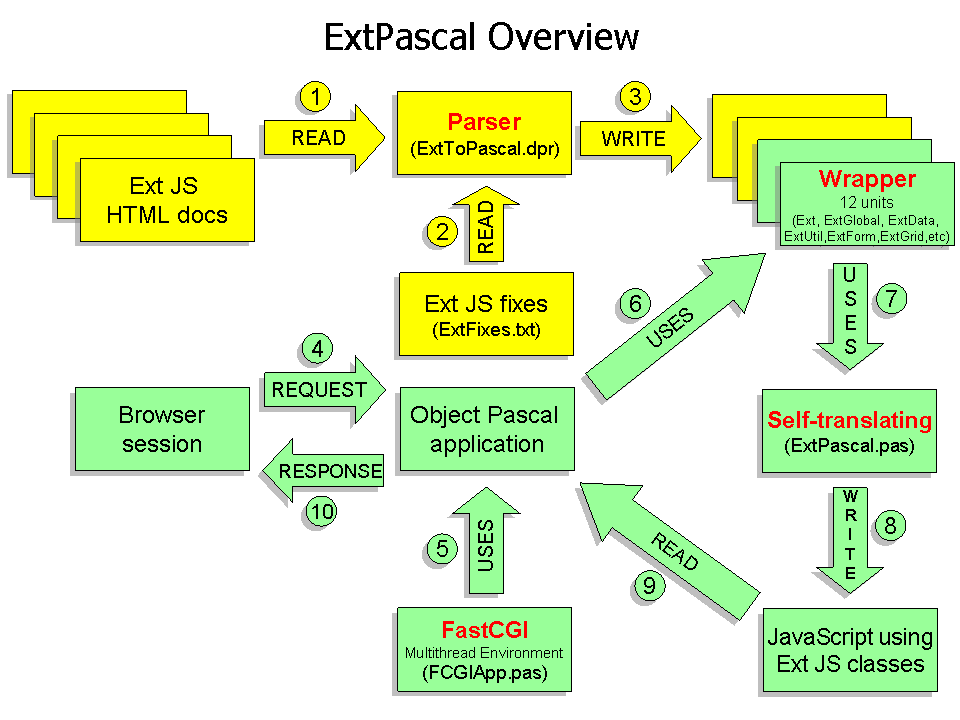 ExtPascal Overview
1
READ
Ext JS
HTML docs
Parser
(ExtToPascal.dpr)
3
WRITE
Wrapper
12 units
(Ext, ExtGlobal, ExtData,
ExtUtil,ExtForm,ExtGrid,etc)
2
READ
Ext JS fixes
(ExtFixes.txt)
4
REQUEST
Browser
session
Object Pascal
application
RESPONSE
10
6
USES
7
USES
Self-translating
(ExtPascal.pas)
5
USES
FastCGI
Multithread Environment
(FCGIApp.pas)
9
READ
8
WRITE
JavaScript using
Ext JS classes